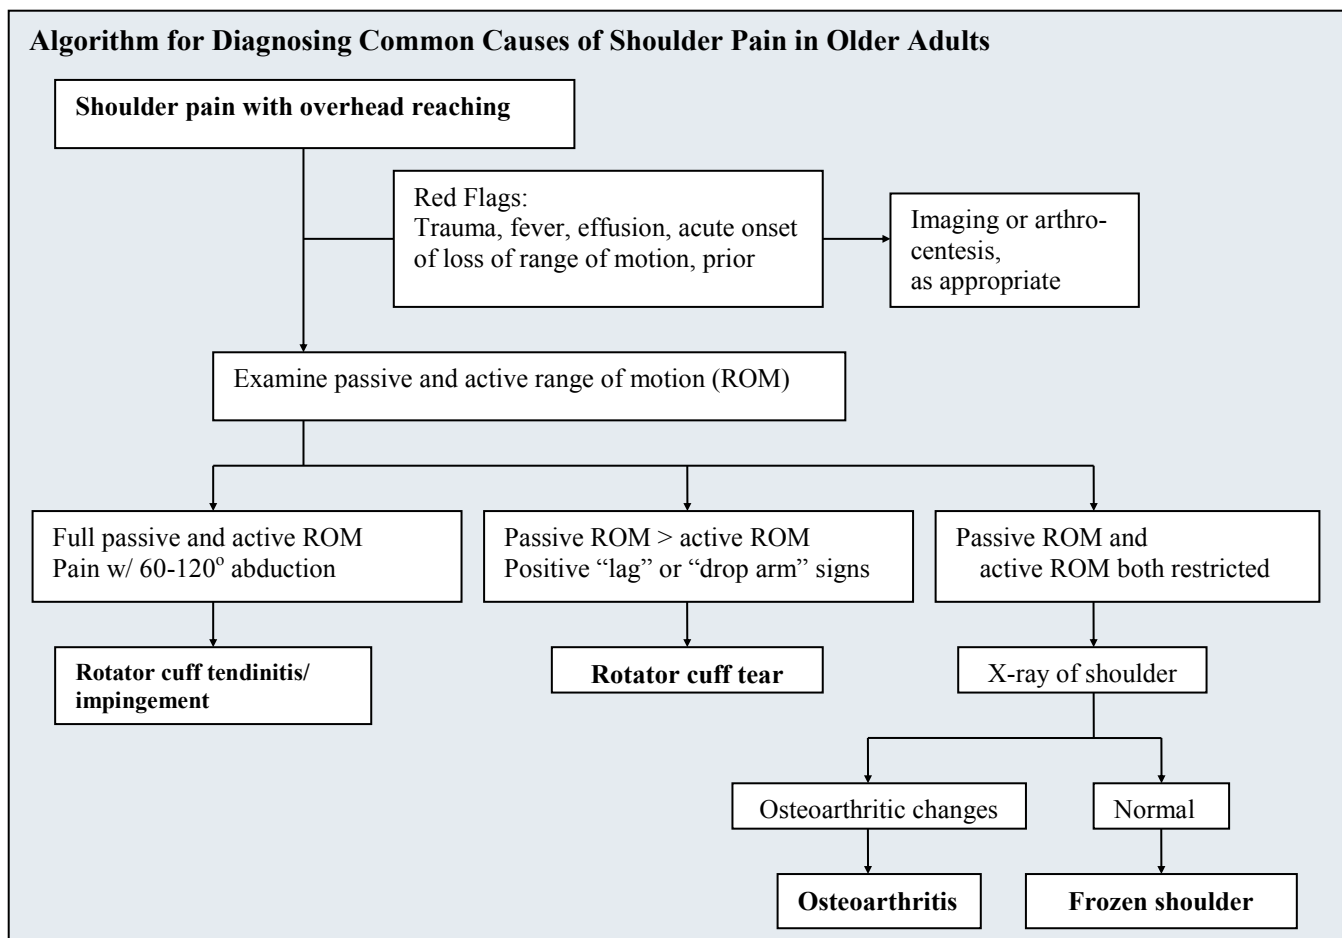 Algorithm for Diagnosing Common Causes of Shoulder Pain in Older Adults
Shoulder pain with overhead reaching
Red Flags:
Trauma, fever, effusion, acute onset
of loss of range of motion, prior
Imaging or arthro-
centesis,
as appropriate
Examine passive and active range of motion (ROM)
Full passive and active ROM
Pain w/ 60-120° abduction
Passive ROM > active ROM
Positive “lag” or “drop arm” signs
Passive ROM and
active ROM both restricted
Rotator cuff tendinitis/
impingement
Rotator cuff tear
X-ray of shoulder
Osteoarthritic changes
Normal
Osteoarthritis
Frozen shoulder